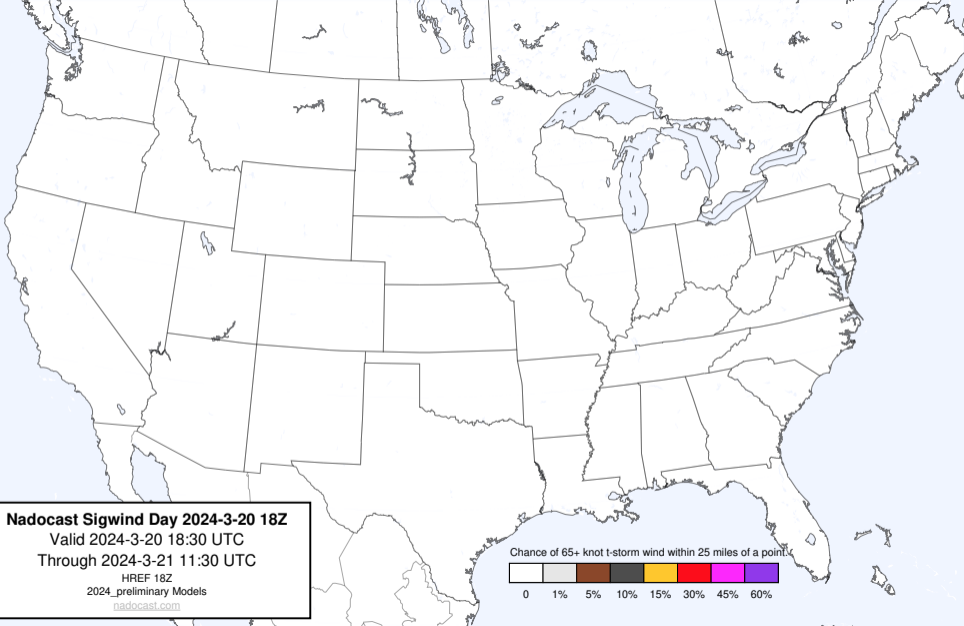 Nadocast Sigwind Day 2024-3-20 18Z
Valid 2024-3-20 18:30 UTC
Through 2024-3-21 11:30 UTC
HREF 18Z
2024_preliminary Models
nadocast.com
Chance of 65+ knot t-storm wind within 25 miles of a point.
0 1% 5% 10% 15% 30% 45% 60%